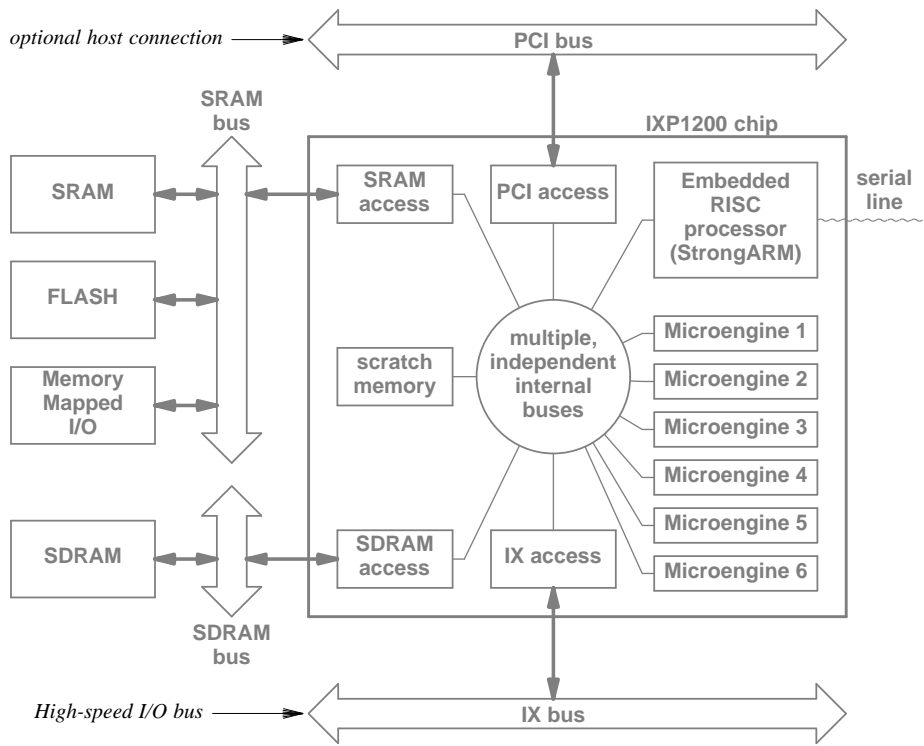 optional host connection
PCI bus
SRAM
bus
IXP1200 chip
SRAM
SRAM
access
PCI access
Embedded
RISC
processor
(StrongARM)
serial
line
FLASH
multiple,
independent
internal
buses
scratch
memory
Microengine 1
Microengine 2
Microengine 3
Microengine 4
Microengine 5
Microengine 6
Memory
Mapped
I/O
SDRAM
SDRAM
access
IX access
SDRAM
bus
High-speed I/O bus
IX bus